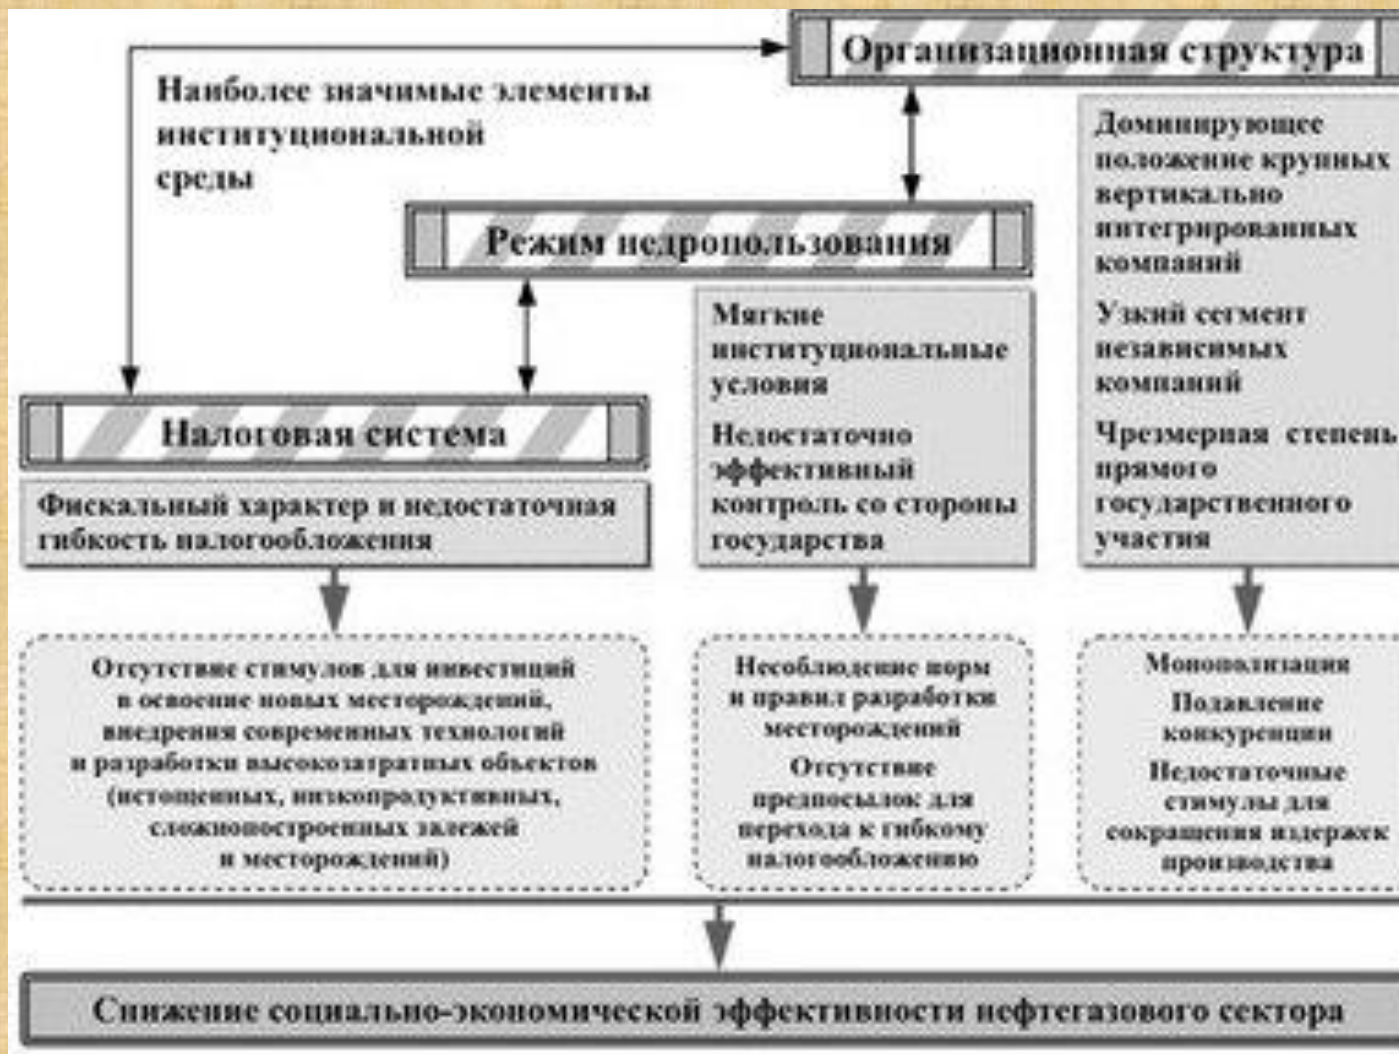 Организационная структура
Наиболее значимые элементы
институциональной
среды
Доминирующее
положение крупных
вертикально
интегрированных
компаний
Узкий сегмент
независимых
компаний
Чрезмерная степень
прямого
государственного
участия
Режим недропользования
Мягкие
институциональные
условия
Недостаточно
эффективный
контроль со стороны
государства
Налоговая система
Фискальный характер и недостаточная
гибкость налогообложения
Отсутствие стимулов для инвестиций
в освоение новых месторождений,
внедрения современных технологий
и разработки высокозатратных объектов
(истощенных, низкопродуктивных,
сложнопостроенных залежей
и месторождений)
Несоблюдение норм
и правил разработки
месторождений
Отсутствие
предпосылок для
перехода к гибкому
налогообложению
Монополизация
Подавление
конкуренции
Недостаточные
стимулы для
сокращения издержек
производства
Снижение социально-экономической эффективности нефтегазового сектора